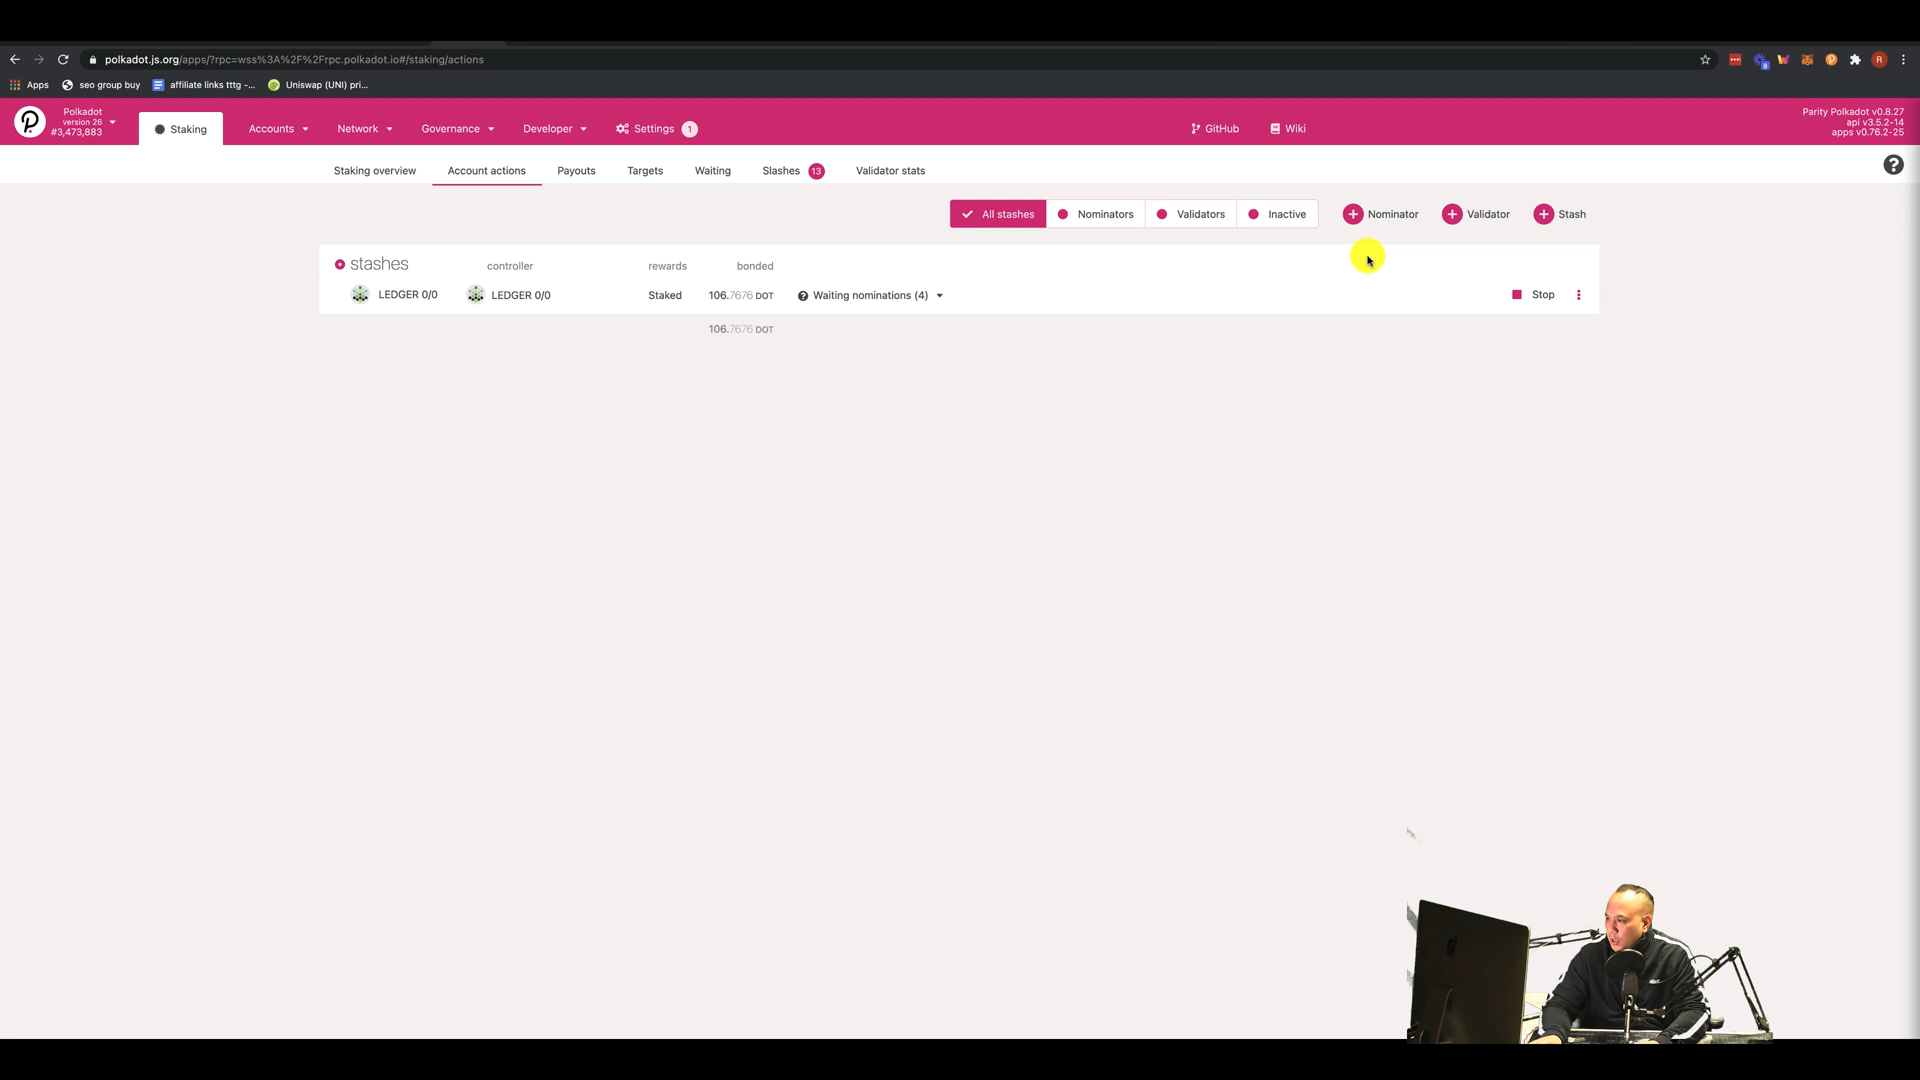 polkadot.js.org/apps/?rpc=wss%3A%2F%2Frpc.polkadot.io#/staking/actions
8
R
Apps
seo group buy
affiliate links tttg -...
Uniswap (UNI) pri...
Polkadot
version 26
#3,473,883
Staking
Accounts
Network
Governance
Developer
Settings 1
GitHub
Wiki
Parity Polkadot v0.8.27
api v3.5.2-14
apps v0.76.2-25
Staking overview
Account actions
Payouts
Targets
Waiting
Slashes 13
Validator stats
All stashes
Nominators
Validators
Inactive
Nominator
Validator
Stash
stashes controller rewards bonded
LEDGER 0/0 LEDGER 0/0 Staked 106.7676 DOT Waiting nominations (4) Stop
106.7676 DOT